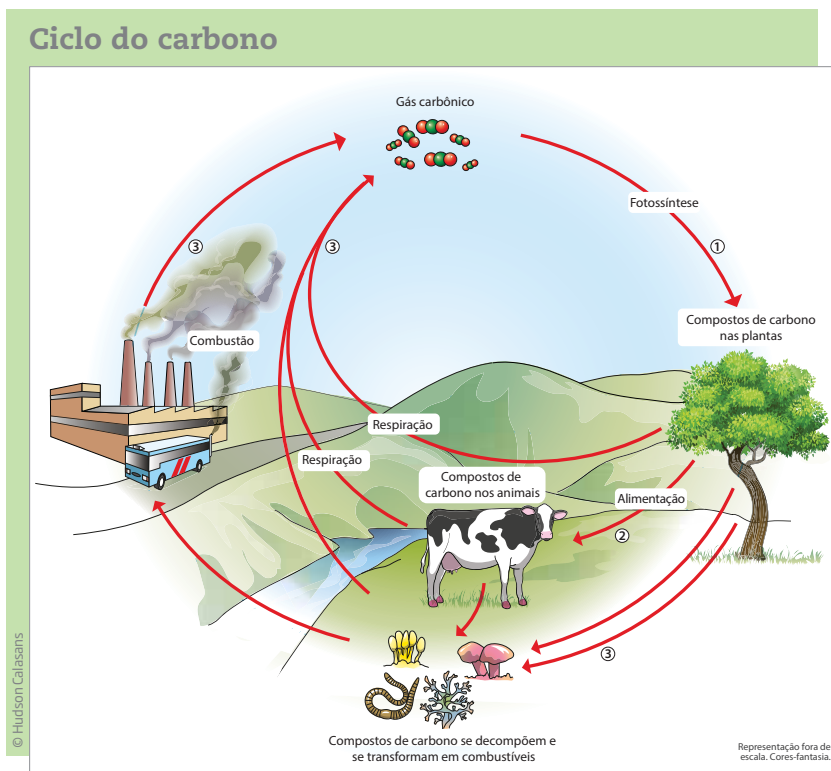 Ciclo do carbono
Gás carbônico
Fotossíntese
①
③
③
Combustão
Compostos de carbono
nas plantas
Respiração
Respiração
Compostos de
carbono nos animais
Alimentação
②
③
Compostos de carbono se decompõem e
se transformam em combustíveis
© Hudson Calasans
Representação fora de
escala. Cores-fantasia.